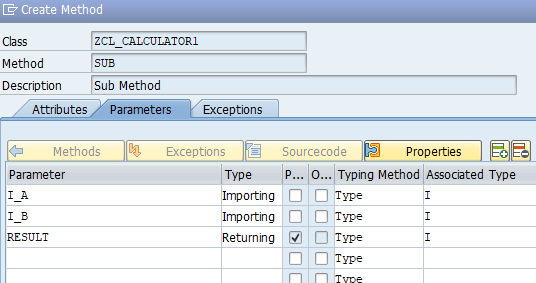 Create Method
Class ZCL_CALCULATOR1
Method SUB
Description Sub Method
Attributes Parameters Exceptions
Methods Exceptions Sourcecode Properties
Parameter Type P... O... Typing Method Associated Type
I_A Importing Type I
I_B Importing Type I
RESULT Returning Type I
Type
Type